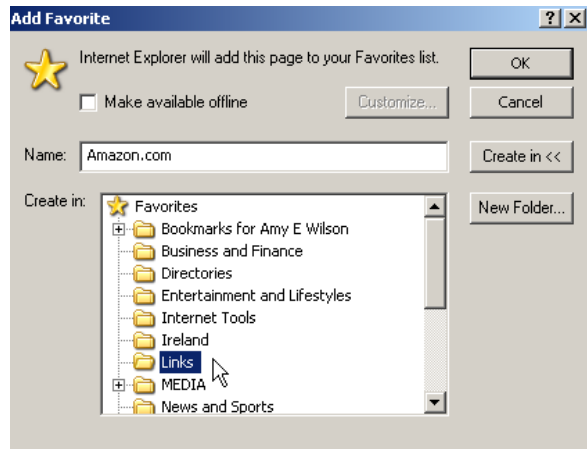 Add Favorite
Internet Explorer will add this page to your Favorites list.
OK
Make available offline
Customize...
Cancel
Name:
Amazon.com
Create in <<
Create in:
Favorites
New Folder...
Bookmarks for Amy E Wilson
Business and Finance
Directories
Entertainment and Lifestyles
Internet Tools
Ireland
Links
MEDIA
News and Sports